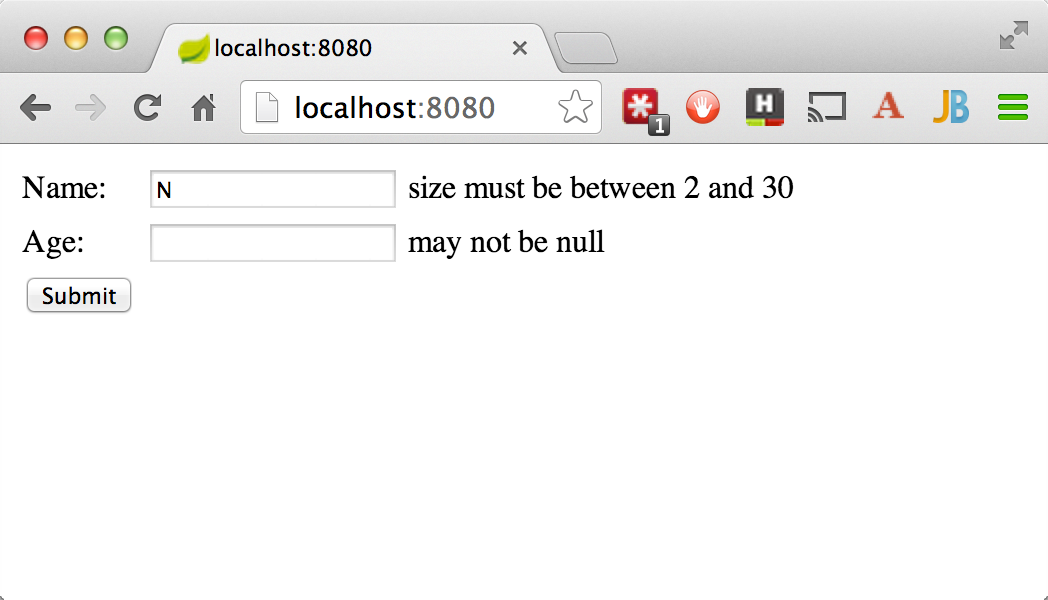 localhost:8080
localhost:8080 1 H A JB
Name: N size must be between 2 and 30
Age: may not be null
Submit